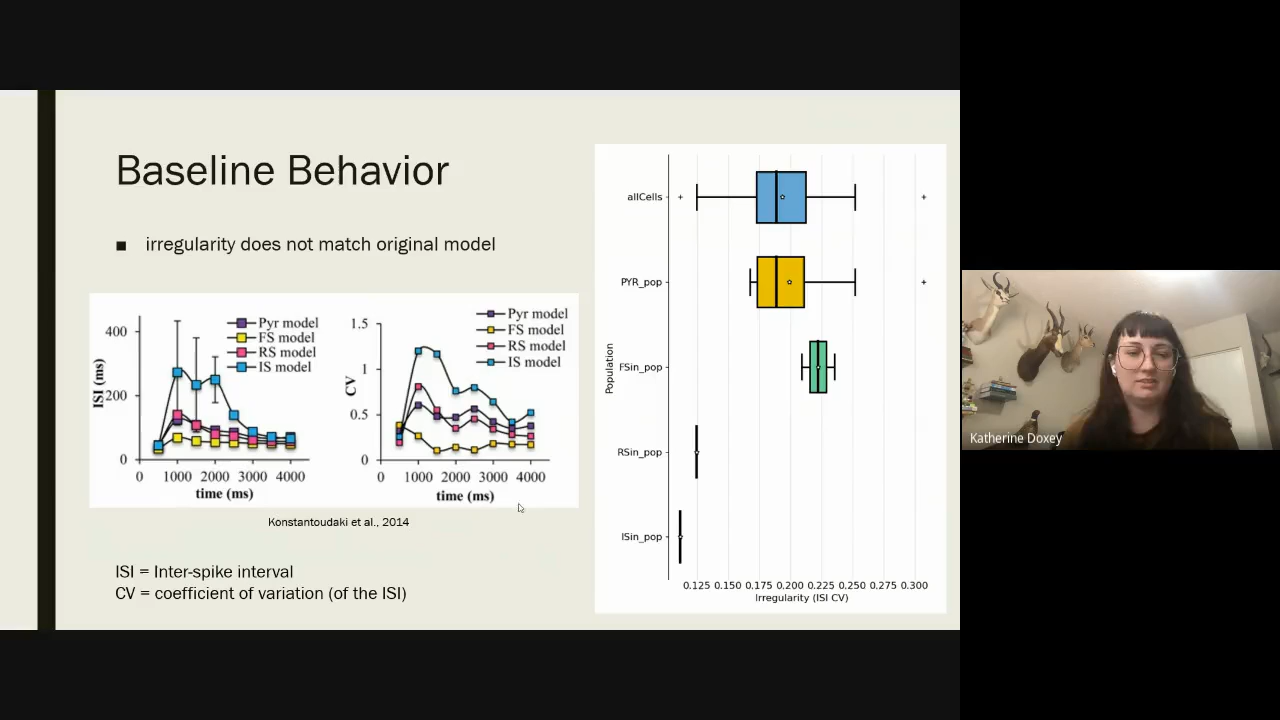 Baseline Behavior
■ irregularity does not match original model
400
200
0
ISI (ms)
Pyr model
FS model
RS model
IS model
0 1000 2000 3000 4000
time (ms)
1.5
1
0.5
0
CV
Pyr model
FS model
RS model
IS model
0 1000 2000 3000 4000
time (ms)
Konstantoudaki et al., 2014
ISI = Inter-spike interval
CV = coefficient of variation (of the ISI)
Population
allCells
PYR_pop
FSin_pop
RSin_pop
ISin_pop
0.125 0.150 0.175 0.200 0.225 0.250 0.275 0.300
Irregularity (ISI CV)
Katherine Doxey